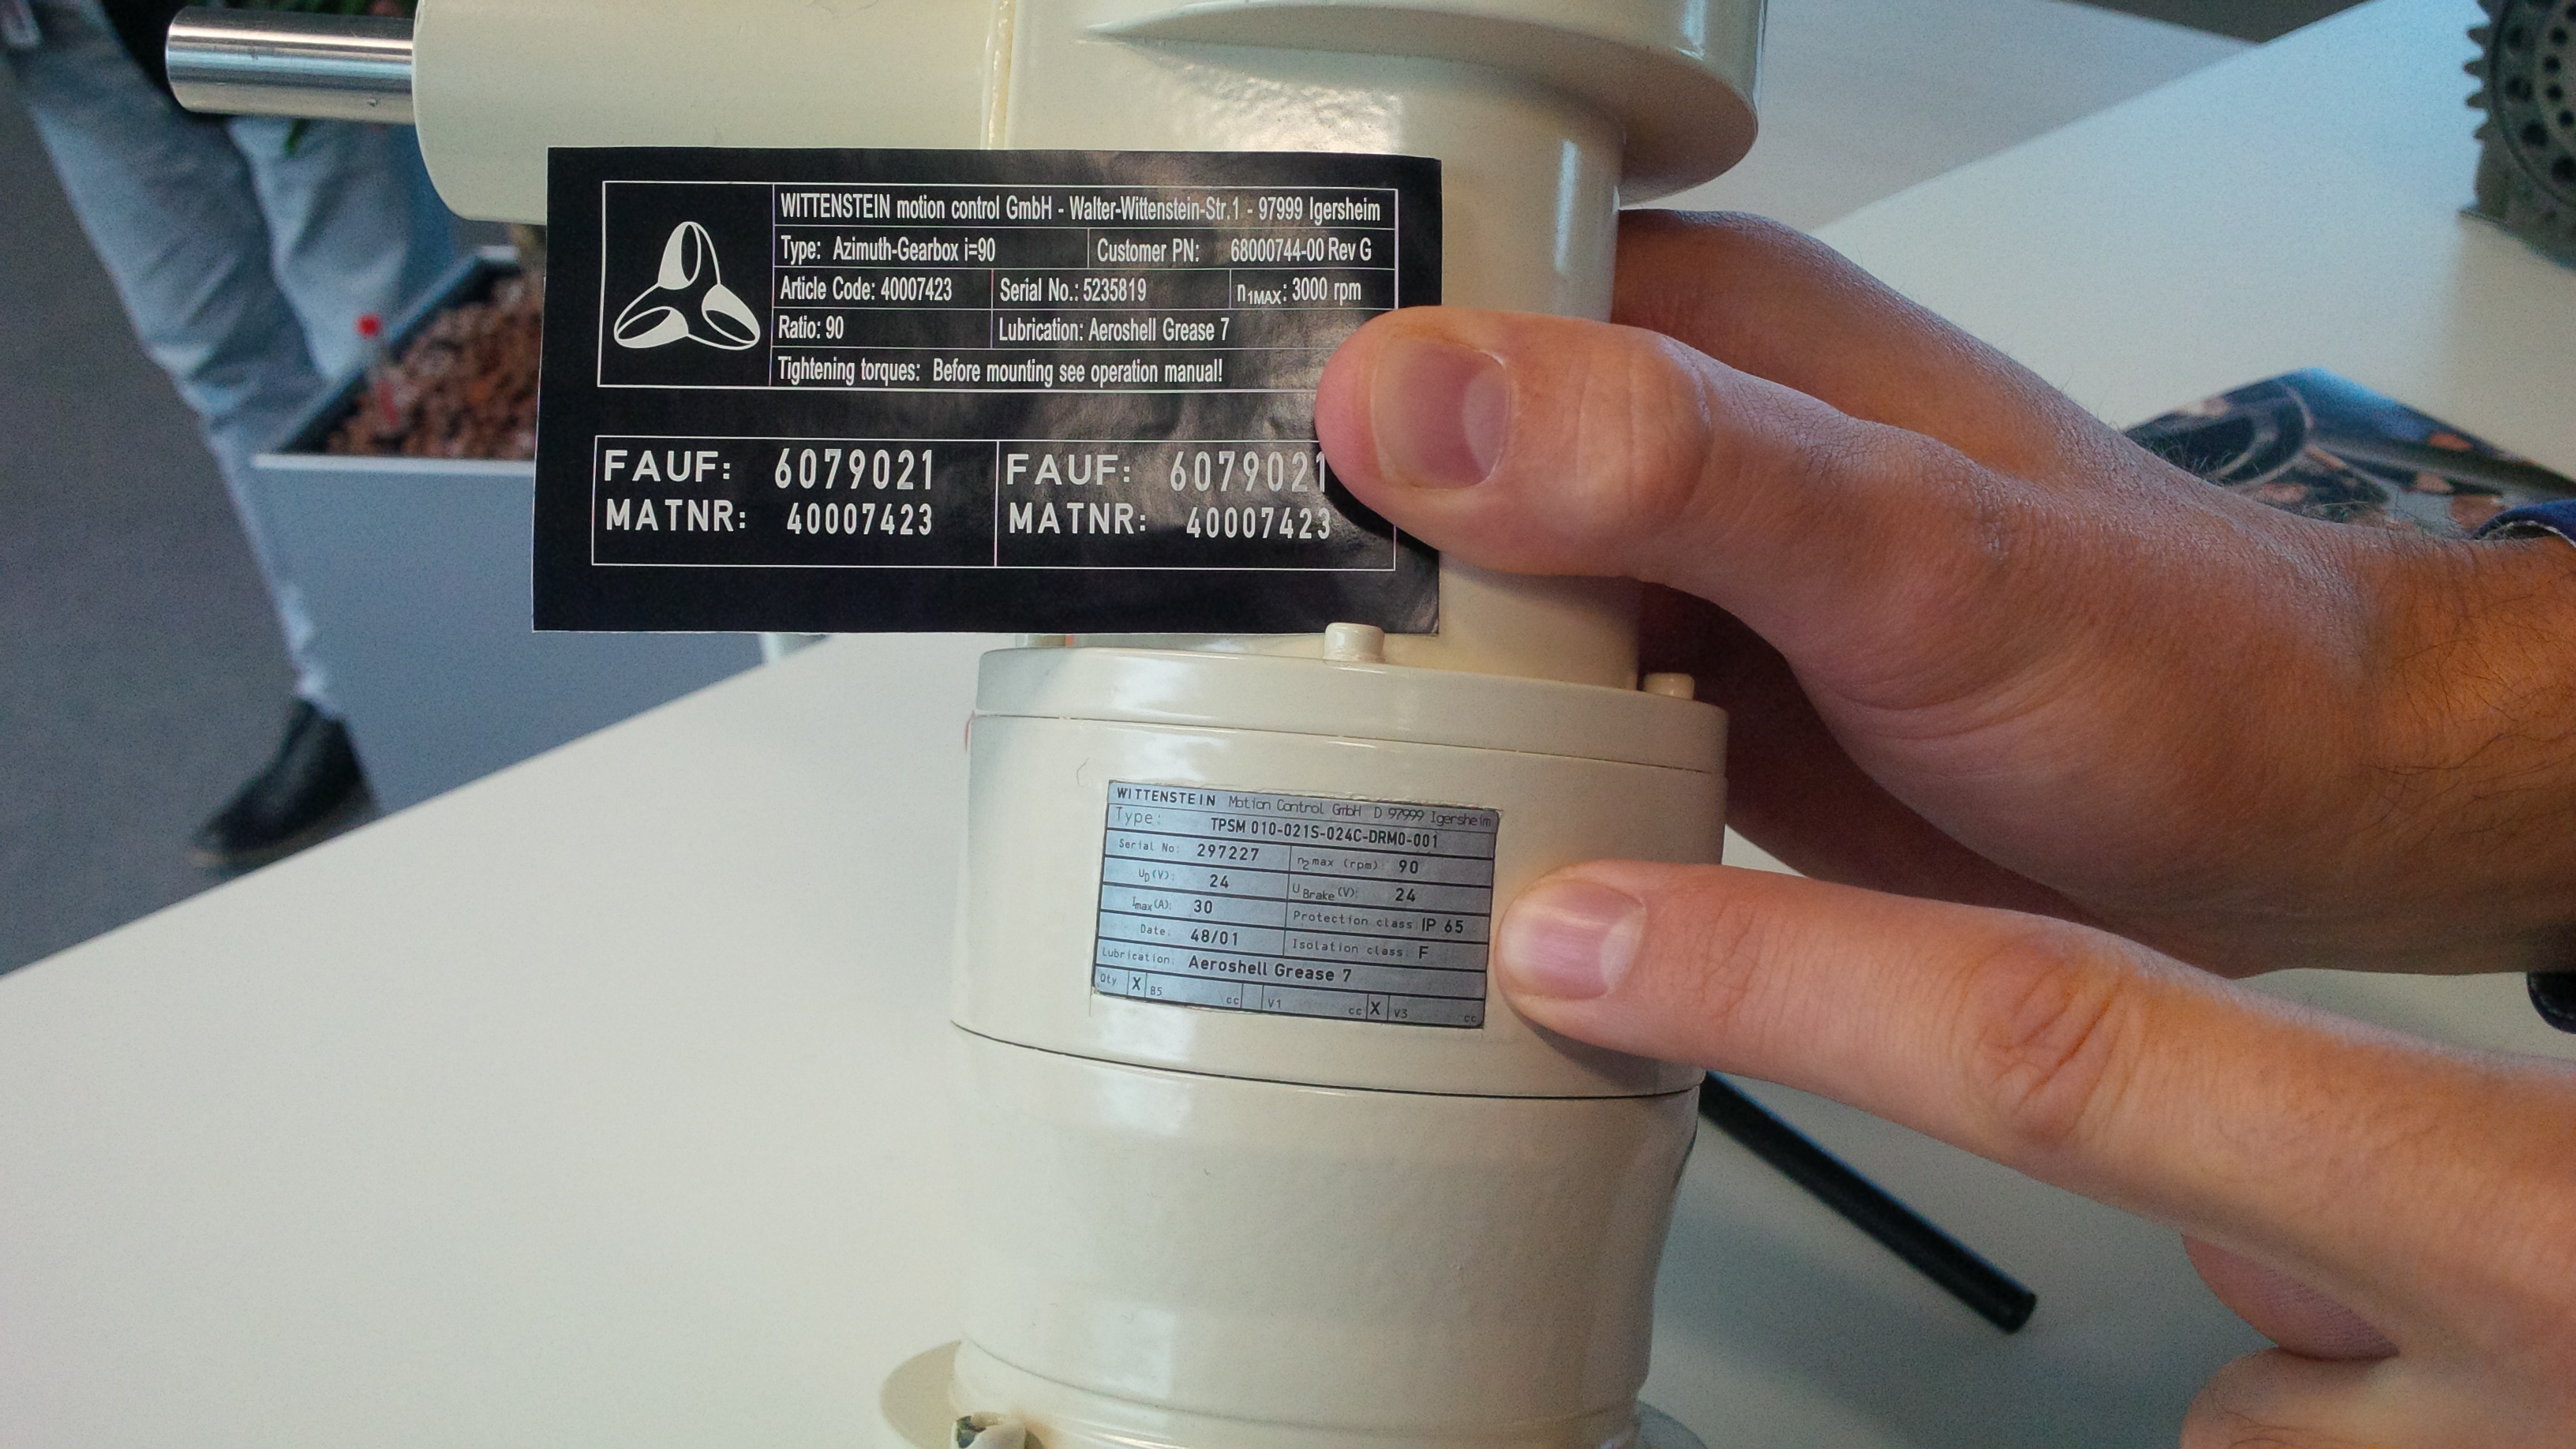 WITTENSTEIN motion control GmbH - Walter-Wittenstein-Str.1 - 97999 Igersheim
Type: Azimuth-Gearbox i=90 Customer PN: 68000744-00 Rev G
Article Code: 40007423 Serial No.: 5235819 n1MAX: 3000 rpm
Ratio: 90 Lubrication: Aeroshell Grease 7
Tightening torques: Before mounting see operation manual!
FAUF: 6079021 FAUF: 6079021
MATNR: 40007423 MATNR: 40007423
WITTENSTEIN Motion Control GmbH D 97999 Igersheim
Type: TPSM 010-021S-024C-DRM0-001
Serial No: 297227 n2max (rpm): 90
UD(V): 24 UBrake(V): 24
Imax(A): 30 Protection class: IP 65
Date: 48/01 Isolation class: F
Lubrication: Aeroshell Grease 7
Qty X B5 cc V1 cc X V3 cc